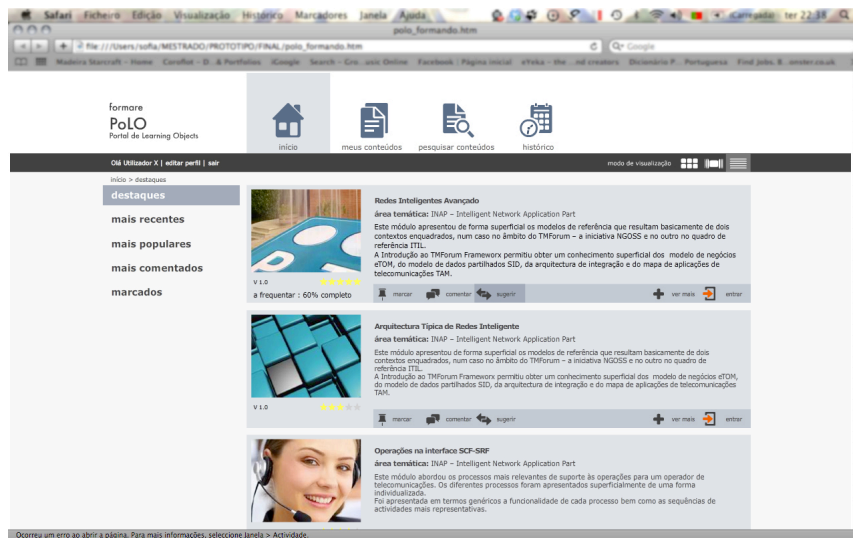 Safari Ficheiro Edição Visualização Histórico Marcadores Janela Ajuda
ter 22:38
polo_formando.htm
file:///Users/sofia/MESTRADO/PROTOTIPO/FINAL/polo_formando.htm
Google
formare
PoLO
Portal de Learning Objects
início
meus conteúdos
pesquisar conteúdos
histórico
Olá Utilizador X | editar perfil | sair
modo de visualização
início > destaques
destaques
mais recentes
mais populares
mais comentados
marcados
Redes Inteligentes Avançado
área temática: INAP – Intelligent Network Application Part
Este módulo apresentou de forma superficial os modelos de referência que resultam basicamente de dois
contextos enquadrados, num caso no âmbito do TMForum – a iniciativa NGOSS e no outro no quadro de
referência ITIL.
A Introdução ao TMForum Frameworx permitiu obter um conhecimento superficial dos modelo de negócios
eTOM, do modelo de dados partilhados SID, da arquitectura de integração e do mapa de aplicações de
telecomunicações TAM.
V 1.0
a frequentar : 60% completo
marcar
comentar
sugerir
ver mais
entrar
Arquitectura Típica de Redes Inteligente
área temática: INAP – Intelligent Network Application Part
Este módulo apresentou de forma superficial os modelos de referência que resultam basicamente de dois
contextos enquadrados, num caso no âmbito do TMForum – a iniciativa NGOSS e no outro no quadro de
referência ITIL.
A Introdução ao TMForum Frameworx permitiu obter um conhecimento superficial dos modelo de negócios eTOM,
do modelo de dados partilhados SID, da arquitectura de integração e do mapa de aplicações de telecomunicações
TAM.
V 1.0
marcar
comentar
sugerir
ver mais
entrar
Operações na interface SCF-SRF
área temática: INAP – Intelligent Network Application Part
Este módulo abordou os processos mais relevantes de suporte às operações para um operador de
telecomunicações. Os diferentes processos foram apresentados superficialmente de uma forma
individualizada.
Foi apresentada em termos genéricos a funcionalidade de cada processo bem como as sequências de
actividades mais representativas.
Ocorreu um erro ao abrir a página. Para mais informações, seleccione Janela > Actividade.